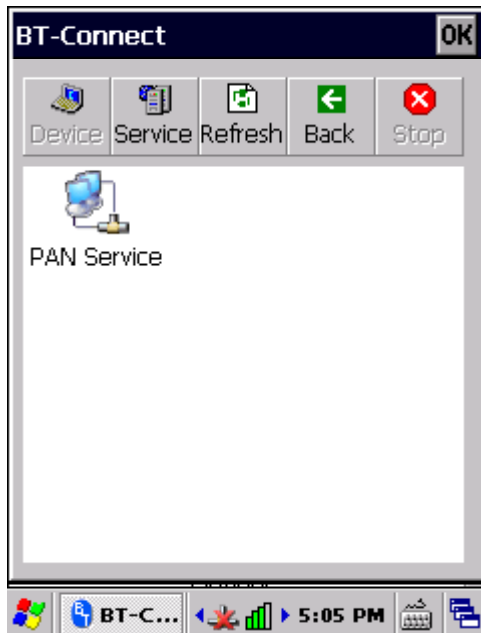 BT-Connect OK
Device Service Refresh Back Stop
PAN Service
BT-C... 5:05 PM